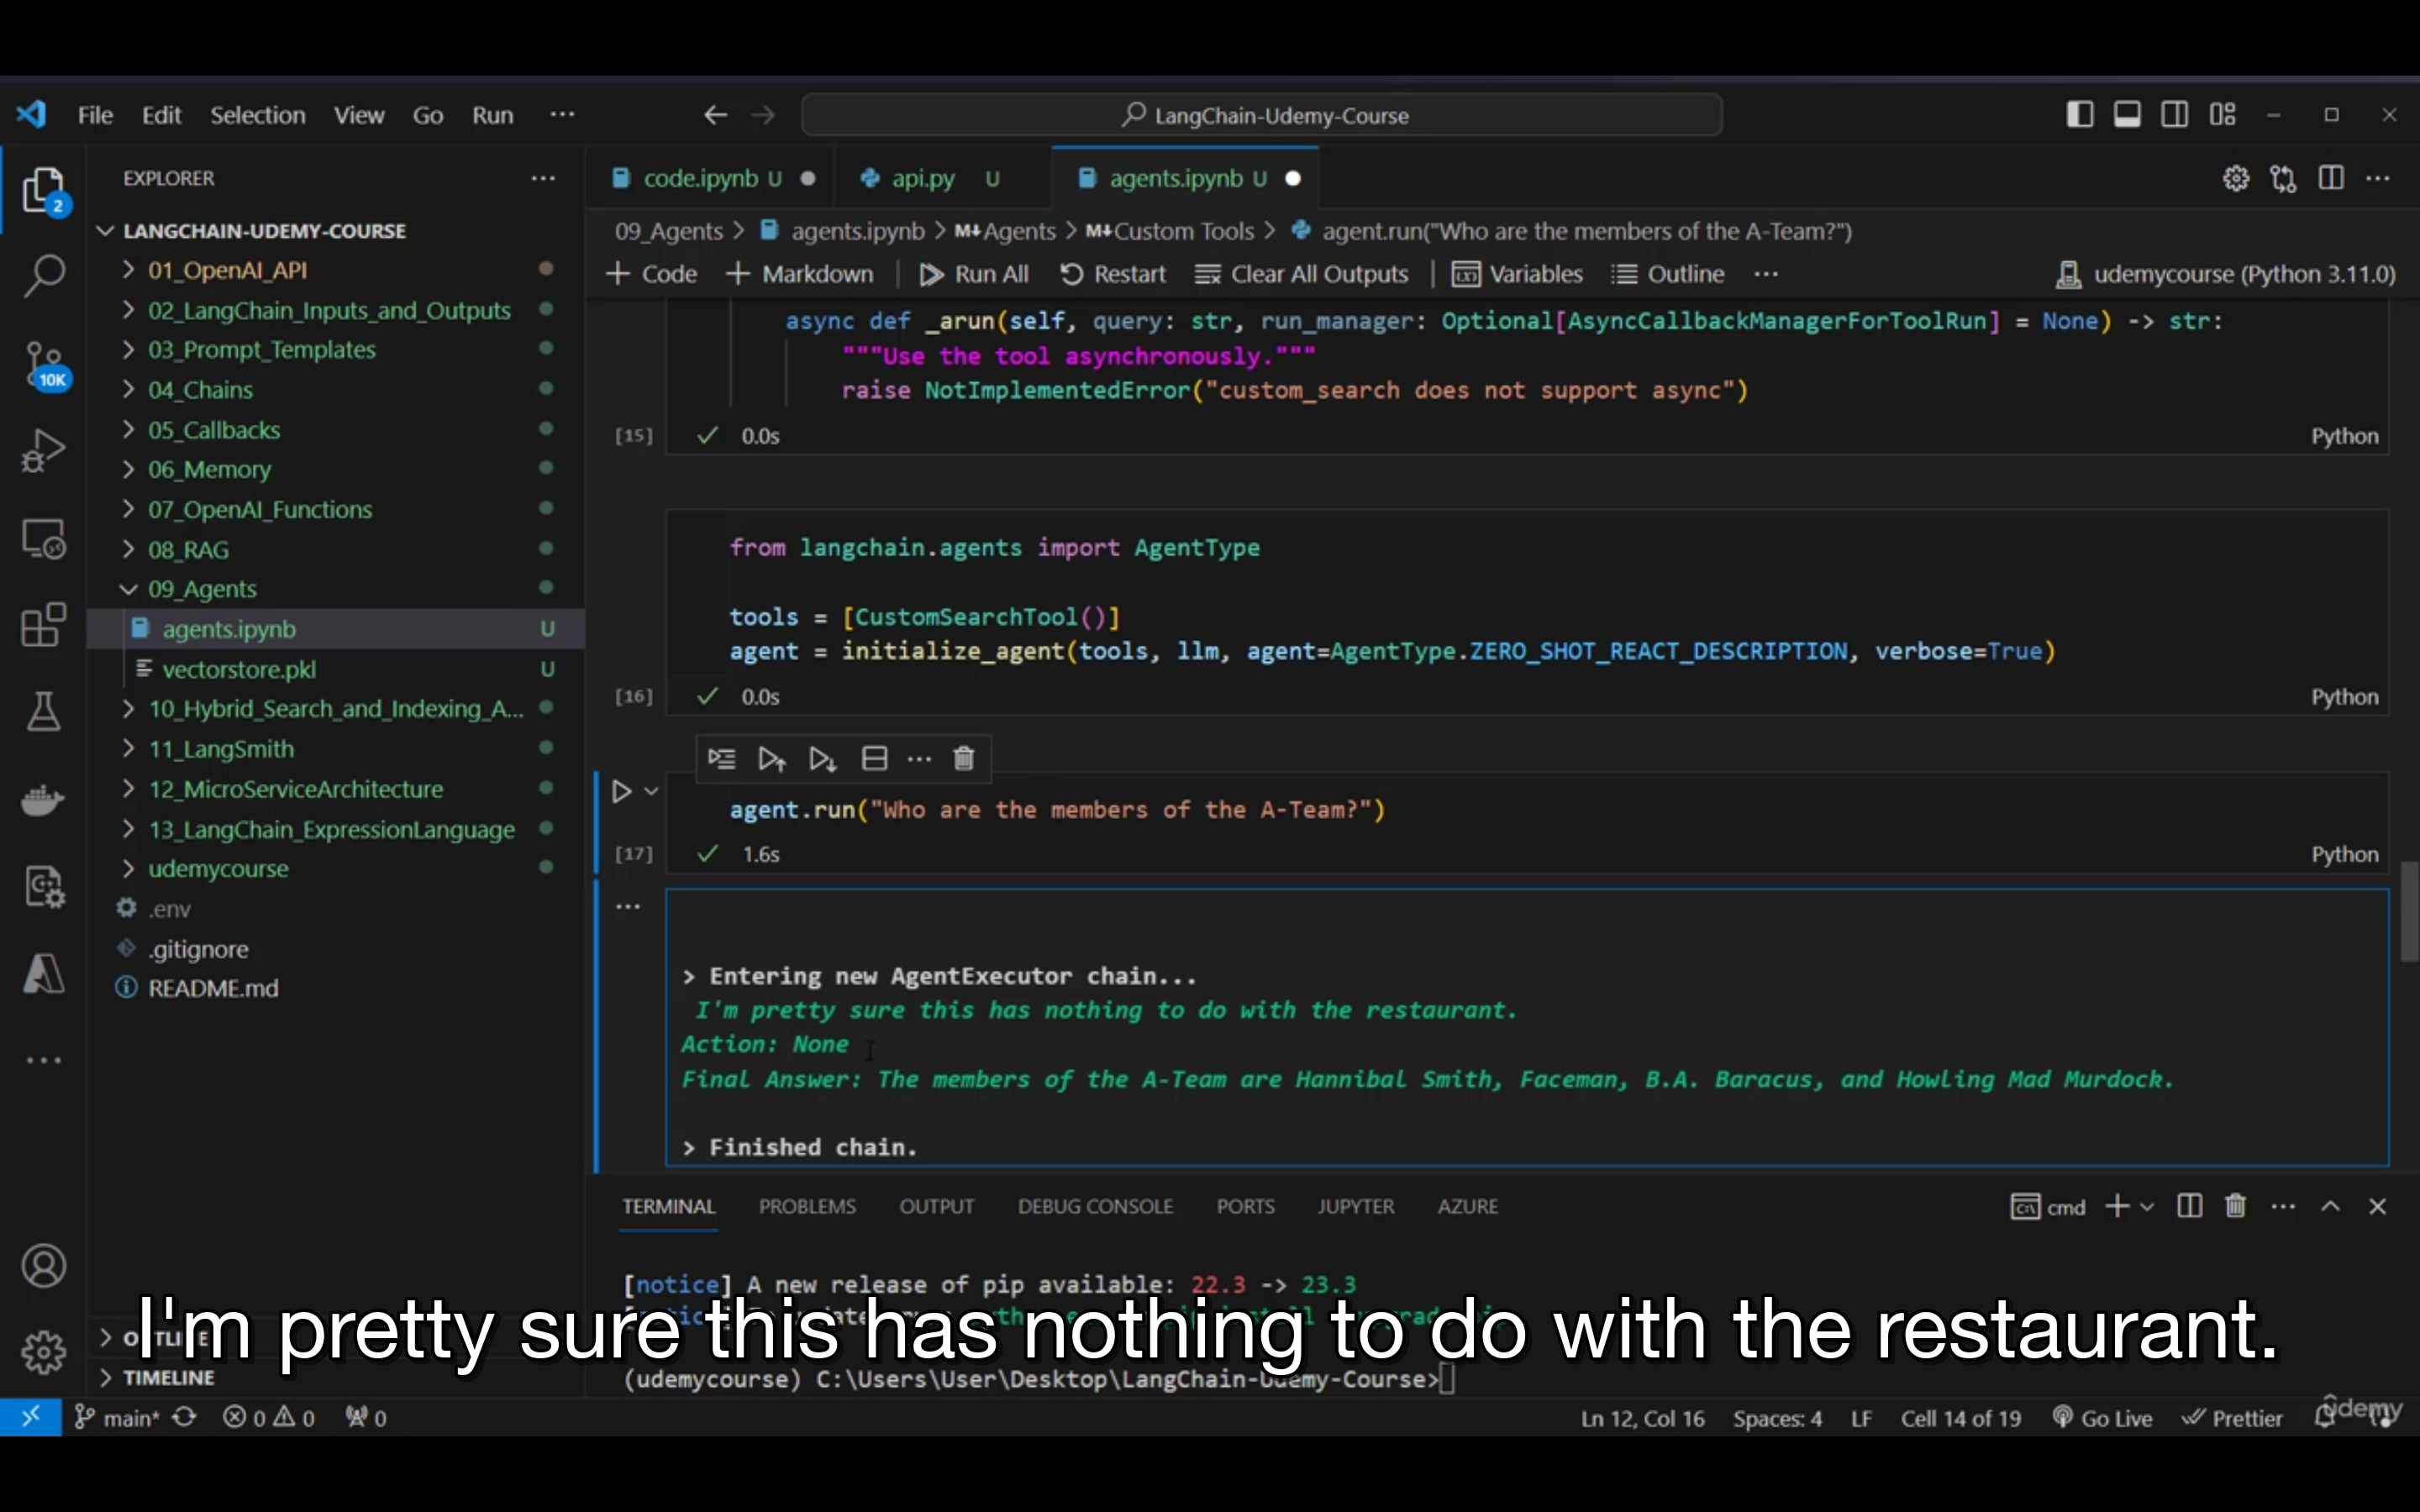 File Edit Selection View Go Run ...
LangChain-Udemy-Course
EXPLORER
2
LANGCHAIN-UDEMY-COURSE
01_OpenAI_API
02_LangChain_Inputs_and_Outputs
03_Prompt_Templates
10K
04_Chains
05_Callbacks
06_Memory
07_OpenAI_Functions
08_RAG
09_Agents
agents.ipynb U
vectorstore.pkl U
10_Hybrid_Search_and_Indexing_A...
11_LangSmith
12_MicroServiceArchitecture
13_LangChain_ExpressionLanguage
udemycourse
.env
.gitignore
README.md
OUTLINE
TIMELINE
code.ipynb U
api.py U
agents.ipynb U
09_Agents > agents.ipynb > M↓Agents > M↓Custom Tools > agent.run("Who are the members of the A-Team?")
+ Code + Markdown Run All Restart Clear All Outputs Variables Outline ... udemycourse (Python 3.11.0)
async def _arun(self, query: str, run_manager: Optional[AsyncCallbackManagerForToolRun] = None) -> str:
"""Use the tool asynchronously."""
raise NotImplementedError("custom_search does not support async")
[15] 0.0s Python
from langchain.agents import AgentType
tools = [CustomSearchTool()]
agent = initialize_agent(tools, llm, agent=AgentType.ZERO_SHOT_REACT_DESCRIPTION, verbose=True)
[16] 0.0s Python
agent.run("Who are the members of the A-Team?")
[17] 1.6s Python
> Entering new AgentExecutor chain...
I'm pretty sure this has nothing to do with the restaurant.
Action: None
Final Answer: The members of the A-Team are Hannibal Smith, Faceman, B.A. Baracus, and Howling Mad Murdock.
> Finished chain.
TERMINAL PROBLEMS OUTPUT DEBUG CONSOLE PORTS JUPYTER AZURE cmd
[notice] A new release of pip available: 22.3 -> 23.3
I'm pretty sure this has nothing to do with the restaurant.
(udemycourse) C:\Users\User\Desktop\LangChain-Udemy-Course>
main* 0 0 0 Ln 12, Col 16 Spaces: 4 LF Cell 14 of 19 Go Live Prettier
udemy